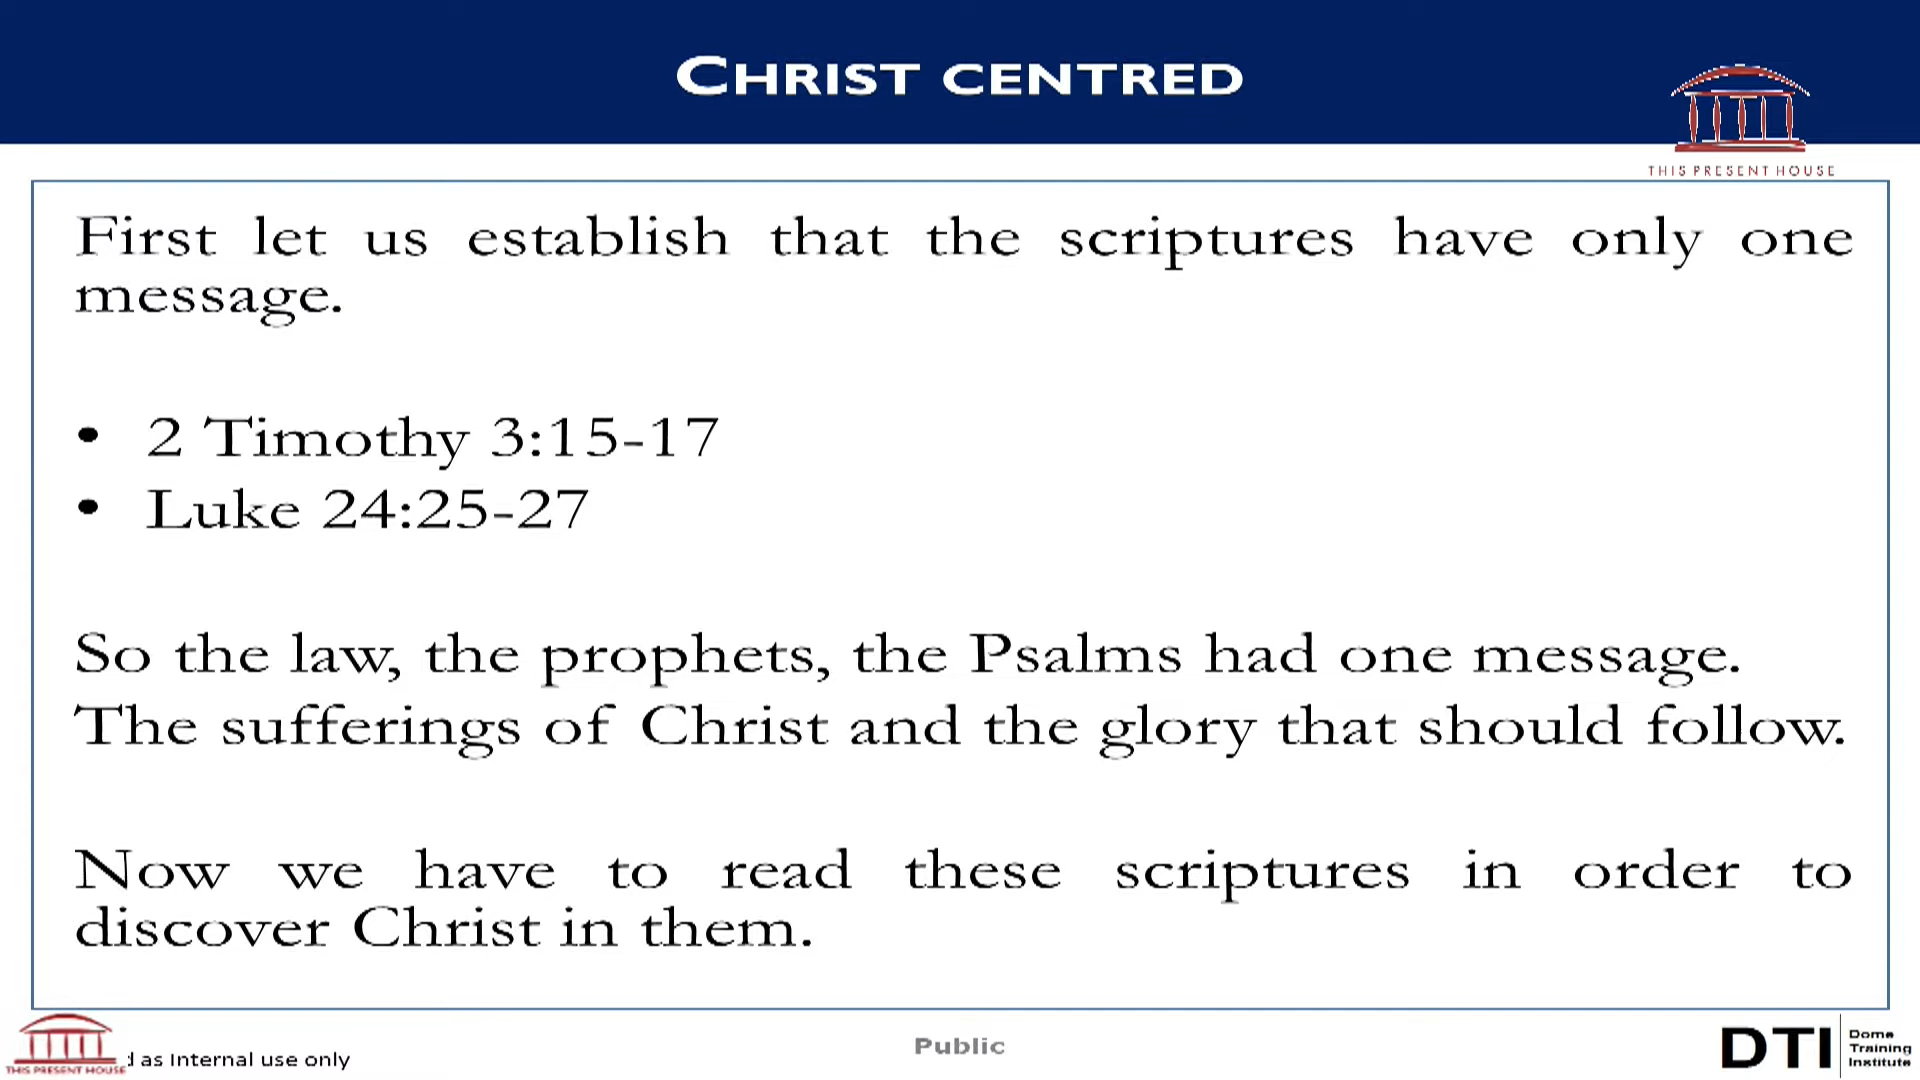 CHRIST CENTRED
THIS PRESENT HOUSE
First let us establish that the scriptures have only one
message.
• 2 Timothy 3:15-17
• Luke 24:25-27
So the law, the prophets, the Psalms had one message.
The sufferings of Christ and the glory that should follow.
Now we have to read these scriptures in order to
discover Christ in them.
THIS PRESENT HOUSE
as Internal use only
Public
DTI
Dome
Training
Institute